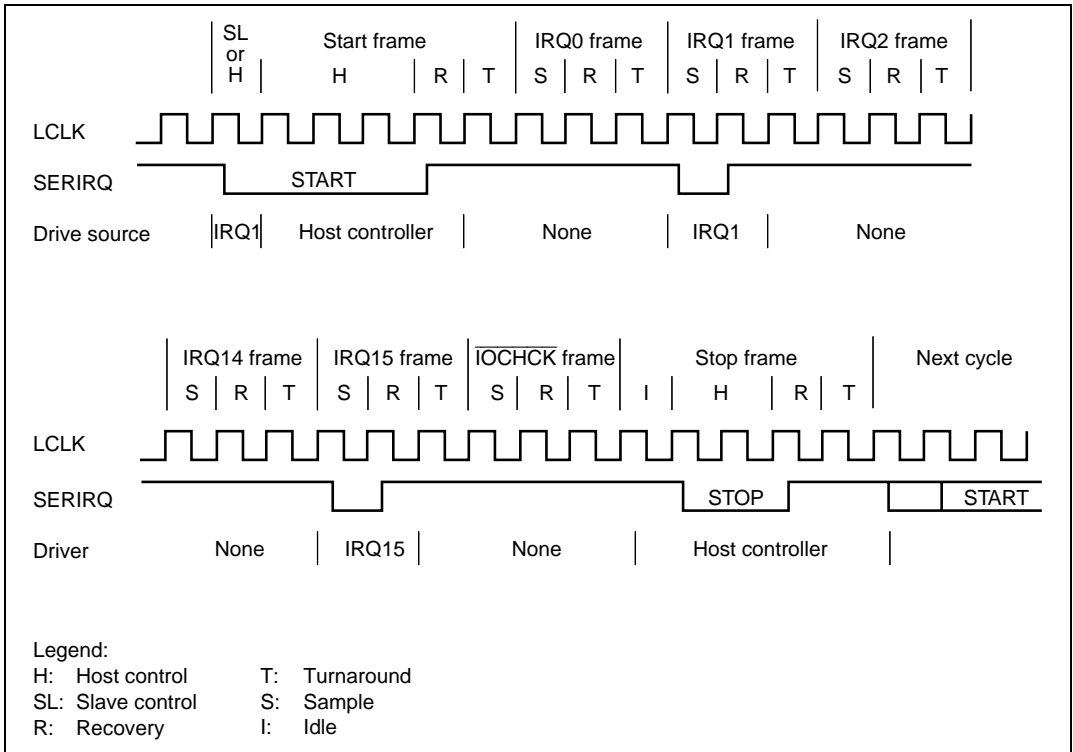 SL
or
H
Start frame
IRQ0 frame
IRQ1 frame
IRQ2 frame
H R T S R T S R T S R T
LCLK
SERIRQ
START
Drive source
IRQ1
Host controller
None
IRQ1
None
IRQ14 frame
IRQ15 frame
IOCHCK frame
Stop frame
Next cycle
S R T S R T S R T I H R T
LCLK
SERIRQ
STOP
START
Driver
None
IRQ15
None
Host controller
Legend:
H: Host control T: Turnaround
SL: Slave control S: Sample
R: Recovery I: Idle